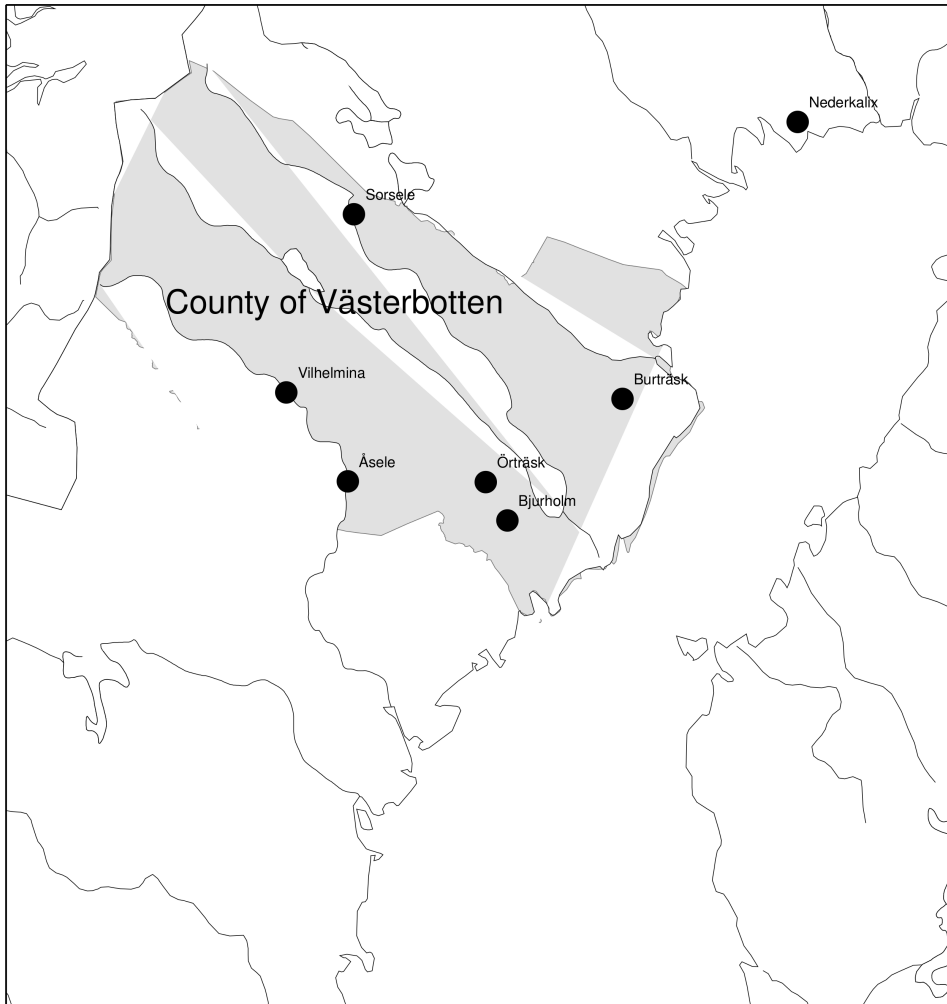 Nederkalix
Sorsele
County of Västerbotten
Vilhelmina
Burträsk
Åsele
Örträsk
Bjurholm